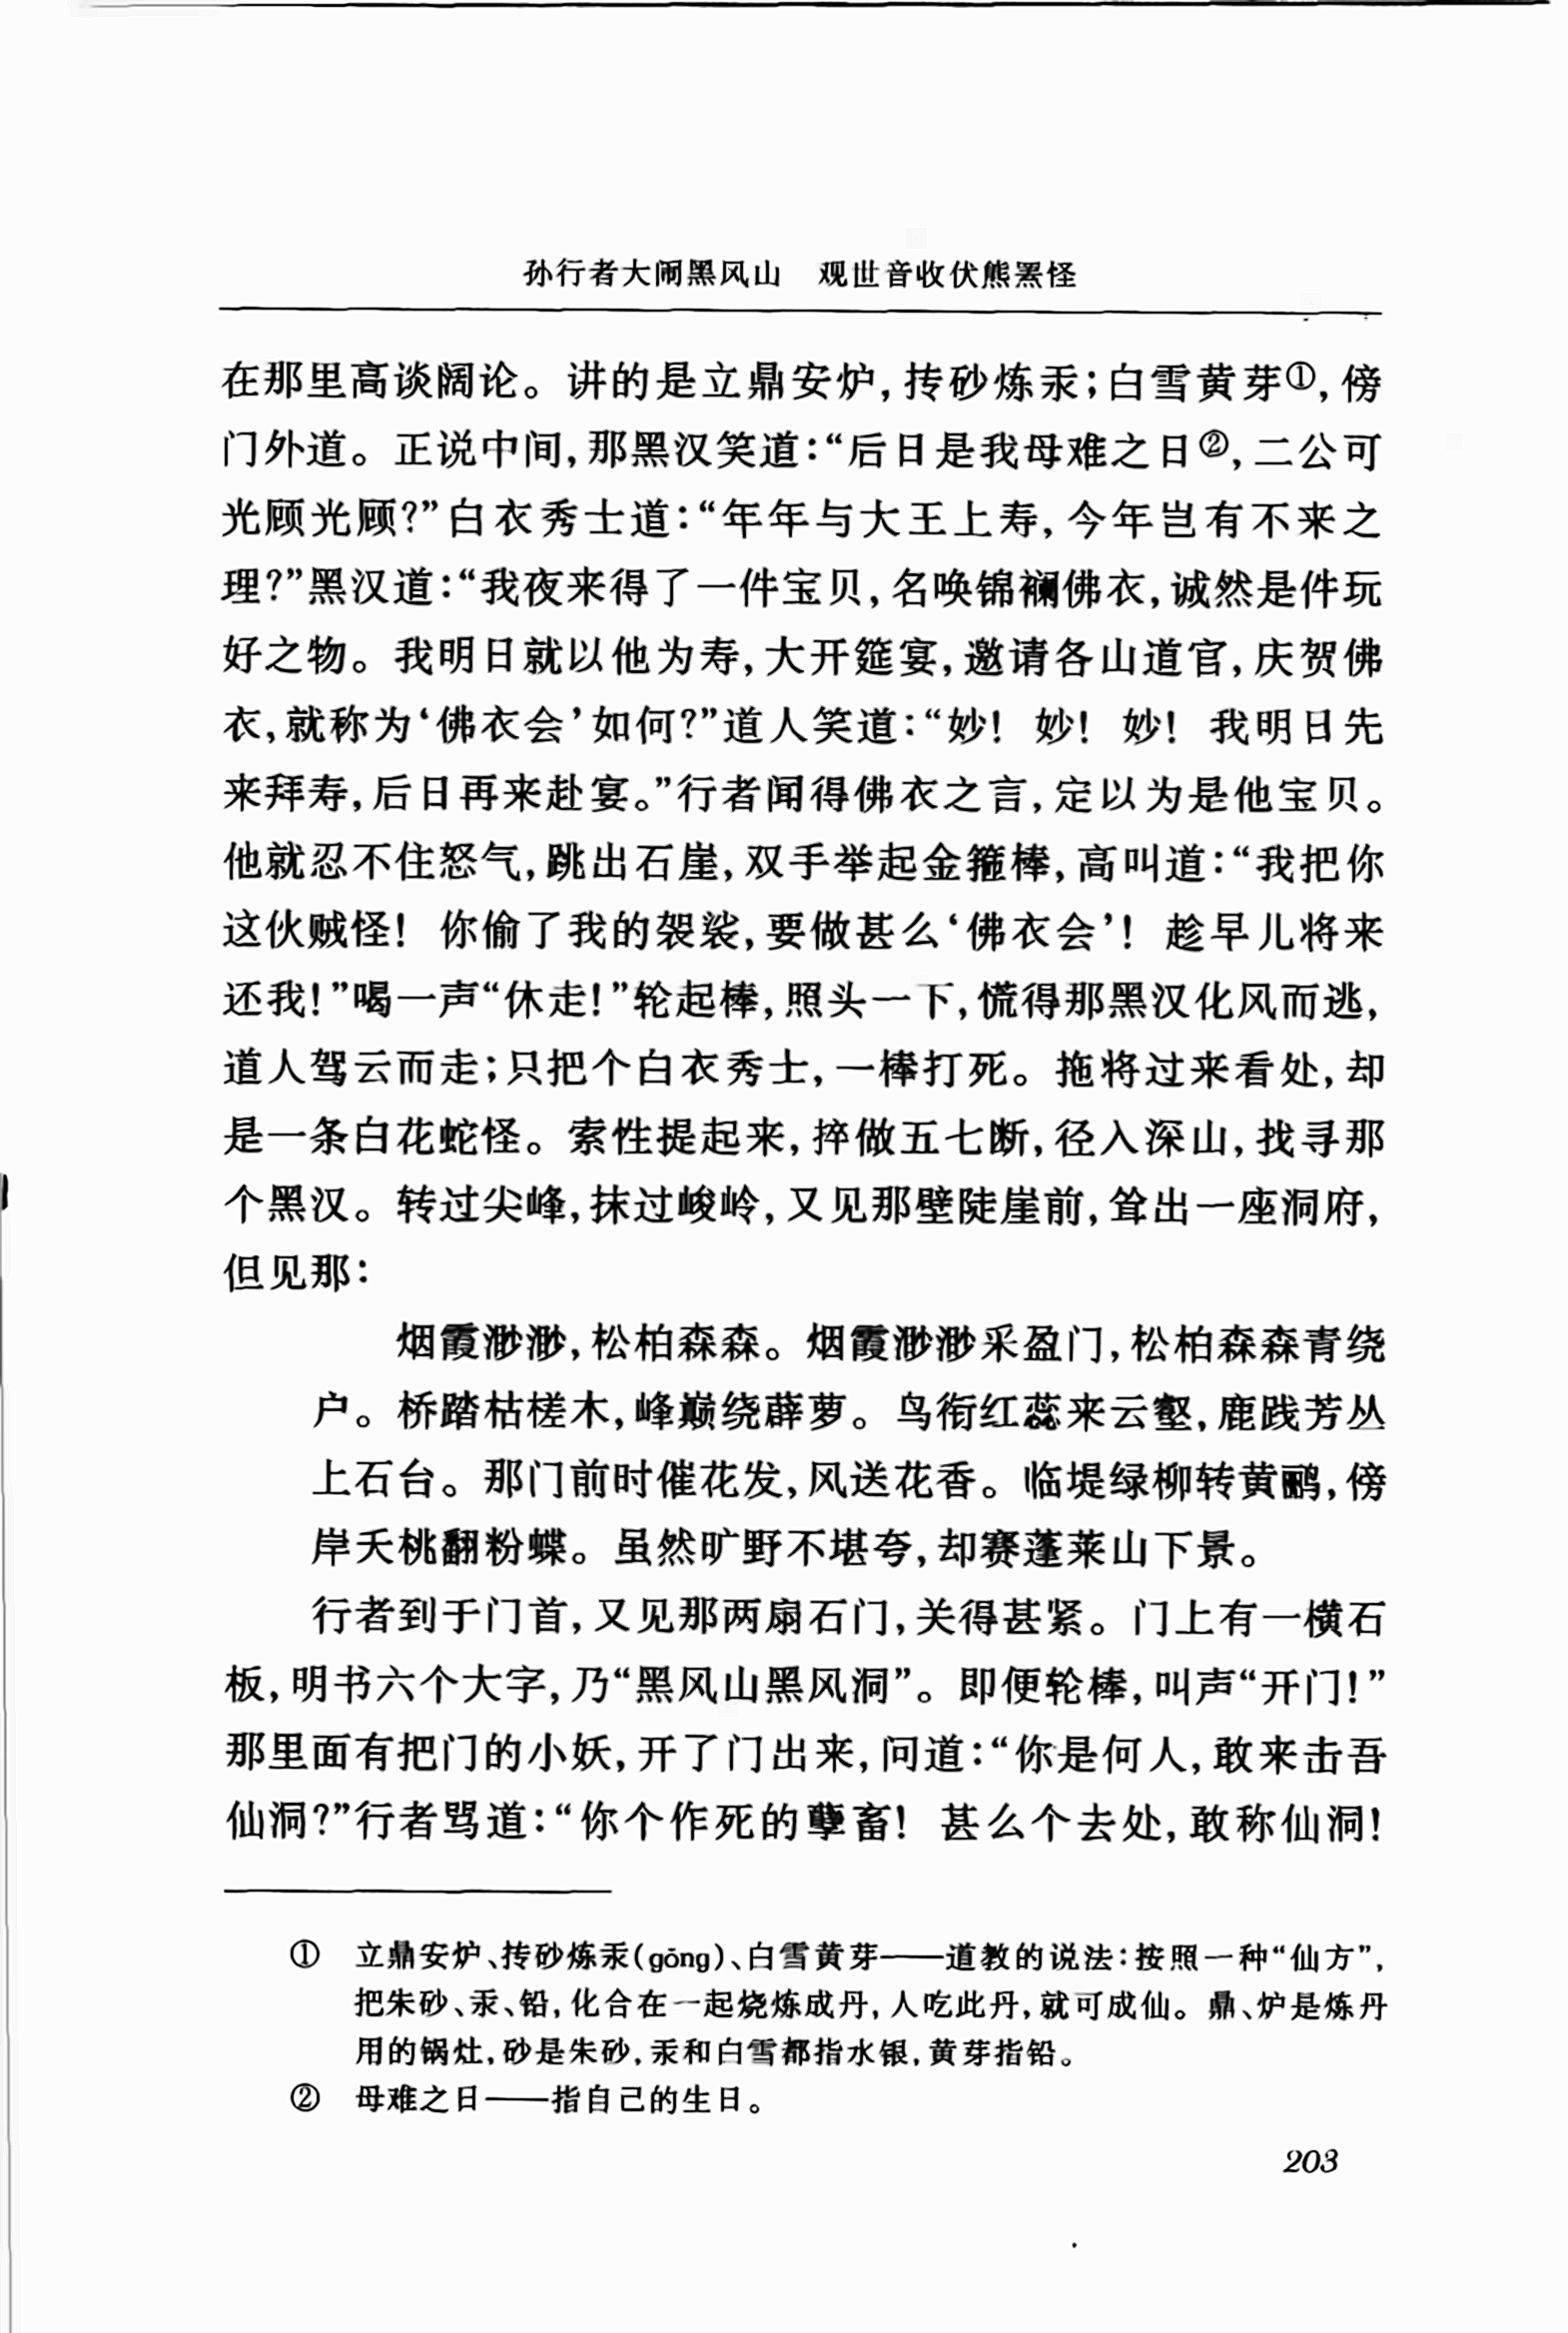 孙行者大闹黑风山　观世音收伏熊罴怪
在那里高谈阔论。讲的是立鼎安炉,抟砂炼汞;白雪黄芽①,傍
门外道。正说中间,那黑汉笑道:“后日是我母难之日②,二公可
光顾光顾?”白衣秀士道:“年年与大王上寿,今年岂有不来之
理?”黑汉道:“我夜来得了一件宝贝,名唤锦襕佛衣,诚然是件玩
好之物。我明日就以他为寿,大开筵宴,邀请各山道官,庆贺佛
衣,就称为‘佛衣会’如何?”道人笑道:“妙! 妙! 妙! 我明日先
来拜寿,后日再来赴宴。”行者闻得佛衣之言,定以为是他宝贝。
他就忍不住怒气,跳出石崖,双手举起金箍棒,高叫道:“我把你
这伙贼怪! 你偷了我的袈裟,要做甚么‘佛衣会’! 趁早儿将来
还我!”喝一声“休走!”轮起棒,照头一下,慌得那黑汉化风而逃,
道人驾云而走;只把个白衣秀士,一棒打死。拖将过来看处,却
是一条白花蛇怪。索性提起来,捽做五七断,径入深山,找寻那
个黑汉。转过尖峰,抹过峻岭,又见那壁陡崖前,耸出一座洞府,
但见那:
烟霞渺渺,松柏森森。烟霞渺渺采盈门,松柏森森青绕
户。桥踏枯槎木,峰巅绕薜萝。鸟衔红蕊来云壑,鹿践芳丛
上石台。那门前时催花发,风送花香。临堤绿柳转黄鹂,傍
岸夭桃翻粉蝶。虽然旷野不堪夸,却赛蓬莱山下景。
行者到于门首,又见那两扇石门,关得甚紧。门上有一横石
板,明书六个大字,乃“黑风山黑风洞”。即便轮棒,叫声“开门!”
那里面有把门的小妖,开了门出来,问道:“你是何人,敢来击吾
仙洞?”行者骂道:“你个作死的孽畜! 甚么个去处,敢称仙洞!
① 立鼎安炉、抟砂炼汞(gǒng)、白雪黄芽——道教的说法:按照一种“仙方”,
把朱砂、汞、铅,化合在一起烧炼成丹,人吃此丹,就可成仙。鼎、炉是炼丹
用的锅灶,砂是朱砂,汞和白雪都指水银,黄芽指铅。
② 母难之日——指自己的生日。
203